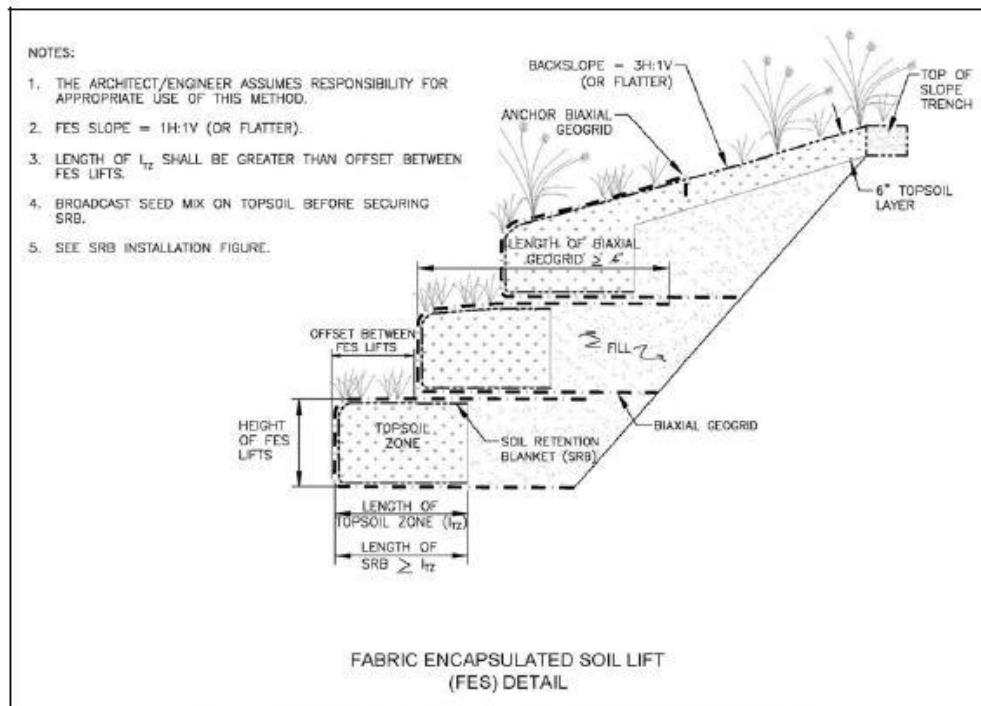 NOTES:
1. THE ARCHITECT/ENGINEER ASSUMES RESPONSIBILITY FOR
APPROPRIATE USE OF THIS METHOD.
2. FES SLOPE = 1H:1V (OR FLATTER).
3. LENGTH OF lTZ SHALL BE GREATER THAN OFFSET BETWEEN
FES LIFTS.
4. BROADCAST SEED MIX ON TOPSOIL BEFORE SECURING
SRB.
5. SEE SRB INSTALLATION FIGURE.
BACKSLOPE = 3H:1V
(OR FLATTER)
TOP OF
SLOPE
TRENCH
ANCHOR BIAXIAL
GEOGRID
6" TOPSOIL
LAYER
LENGTH OF BIAXIAL
GEOGRID ≥ 4'
OFFSET BETWEEN
FES LIFTS
FILL
HEIGHT
OF FES
LIFTS
TOPSOIL
ZONE
SOIL RETENTION
BLANKET (SRB)
BIAXIAL GEOGRID
LENGTH OF
TOPSOIL ZONE (lTZ)
LENGTH OF
SRB ≥ lTZ
FABRIC ENCAPSULATED SOIL LIFT
(FES) DETAIL